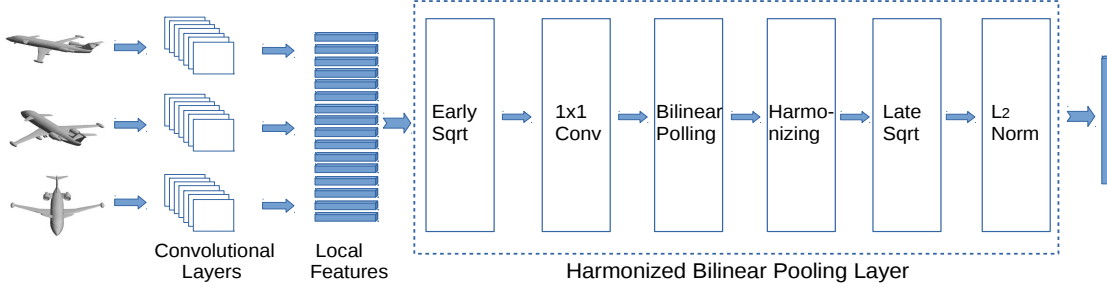 Early
Sqrt
1x1
Conv
Bilinear
Polling
Harmo-
nizing
Late
Sqrt
L2
Norm
Convolutional
Layers
Local
Features
Harmonized Bilinear Pooling Layer